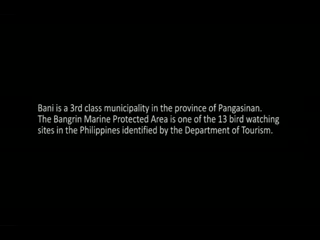 Bani is a 3rd class municipality in the province of Pangasinan.
The Bangrin Marine Protected Area is one of the 13 bird watching
sites in the Philippines identified by the Department of Tourism.